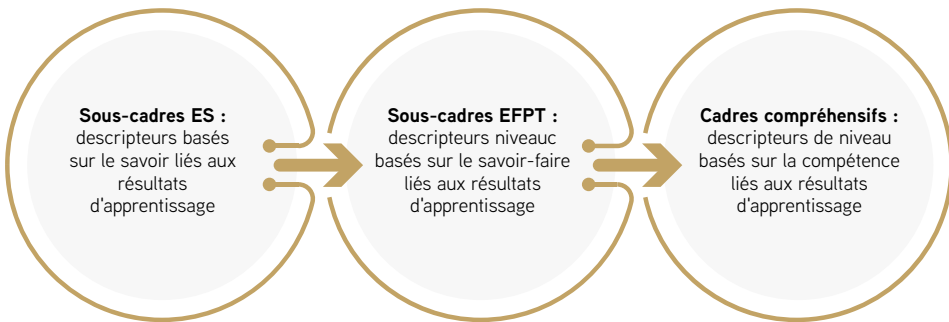 Sous-cadres ES :
descripteurs basés
sur le savoir liés aux
résultats
d'apprentissage
Sous-cadres EFPT :
descripteurs niveauc
basés sur le savoir-faire
liés aux résultats
d'apprentissage
Cadres compréhensifs :
descripteurs de niveau
basés sur la compétence
liés aux résultats
d'apprentissage